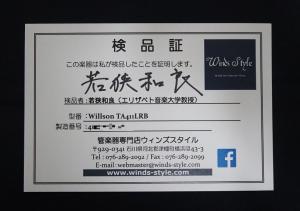 検品証
Winds Style
この楽器は私が検品したことを証明します。
若狭和良
検品者：若狭和良（エリザベト音楽大学教授）
型番：Willson TA411LRB
製造番号：
管楽器専門店ウィンズスタイル
〒929-0341 石川県河北郡津幡町横浜は43-3
TEL 076-289-2092 / FAX 076-289-2099
E-mail:webmaster@winds-style.com
www.winds-style.com
f